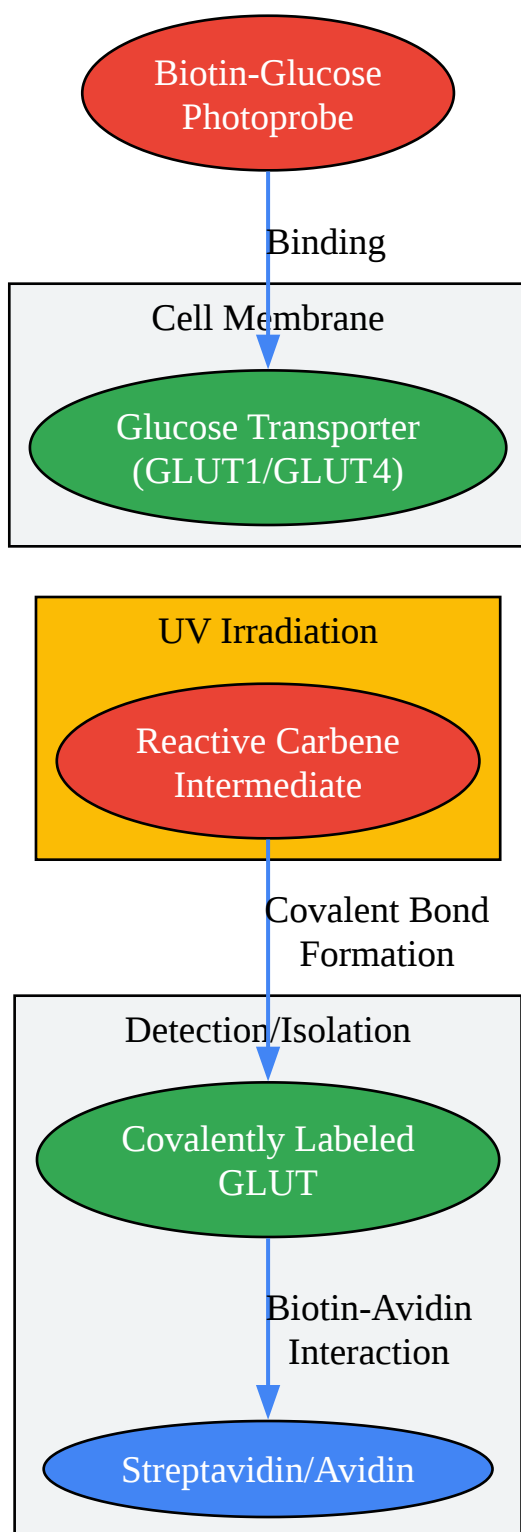 Biotin-Glucose
Photoprobe
Binding
Cell Membrane
Glucose Transporter
(GLUT1/GLUT4)
UV Irradiation
Reactive Carbene
Intermediate
Covalent Bond
Formation
Detection/Isolation
Covalently Labeled
GLUT
Biotin-Avidin
Interaction
Streptavidin/Avidin